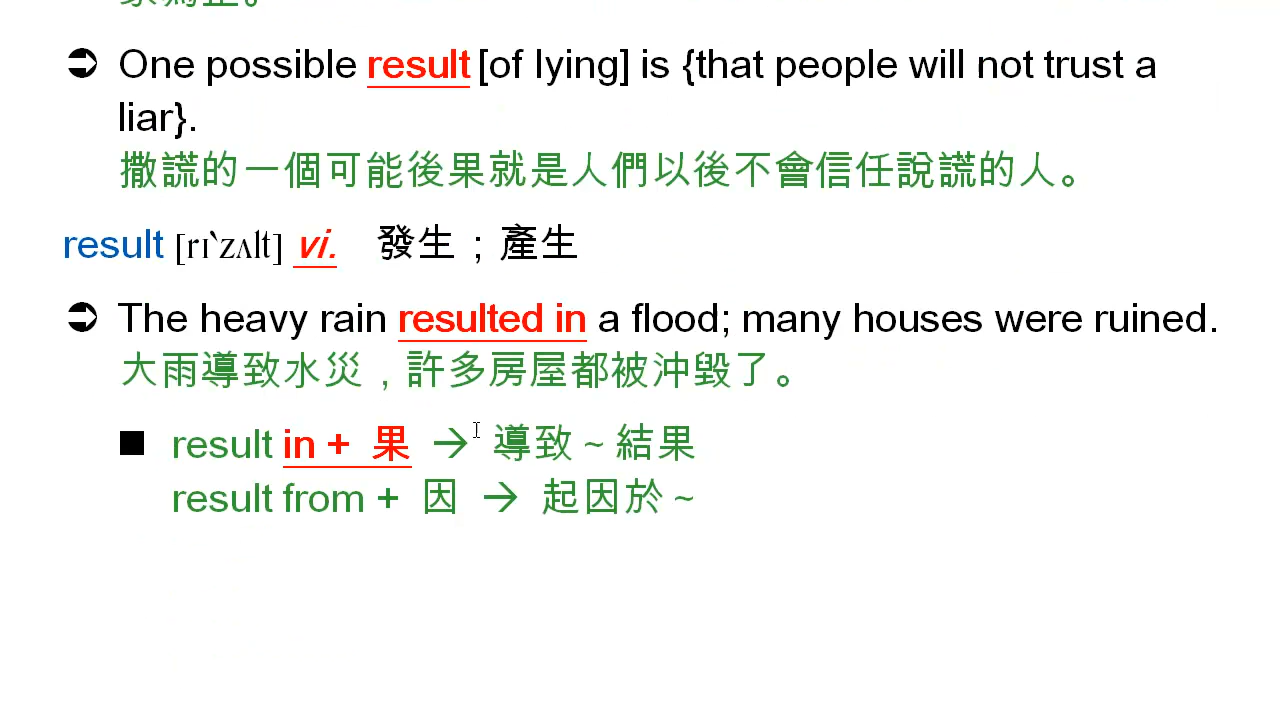 ➲ One possible result [of lying] is {that people will not trust a
liar}.
撒謊的一個可能後果就是人們以後不會信任說謊的人。
result [rɪˋzʌlt] vi. 發生；產生
➲ The heavy rain resulted in a flood; many houses were ruined.
大雨導致水災，許多房屋都被沖毀了。
■ result in + 果 → 導致～結果
result from + 因 → 起因於～